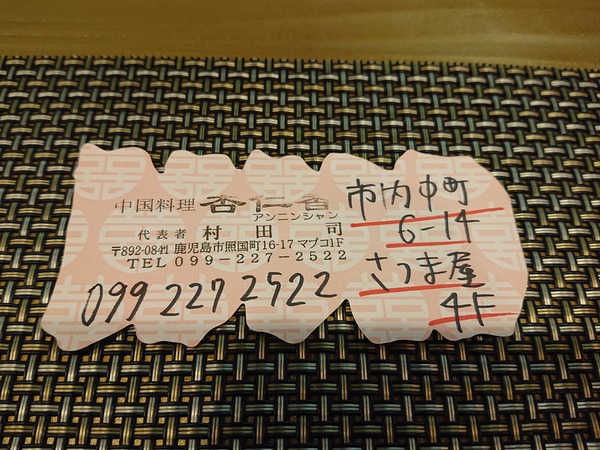 中国料理 杏仁香
アンニンシャン
代表者 村田 司
〒892-0841 鹿児島市照国町16-17 マプコ1F
TEL 099-227-2522
099 227 2522
市内中町
6-14
さつま屋
4F